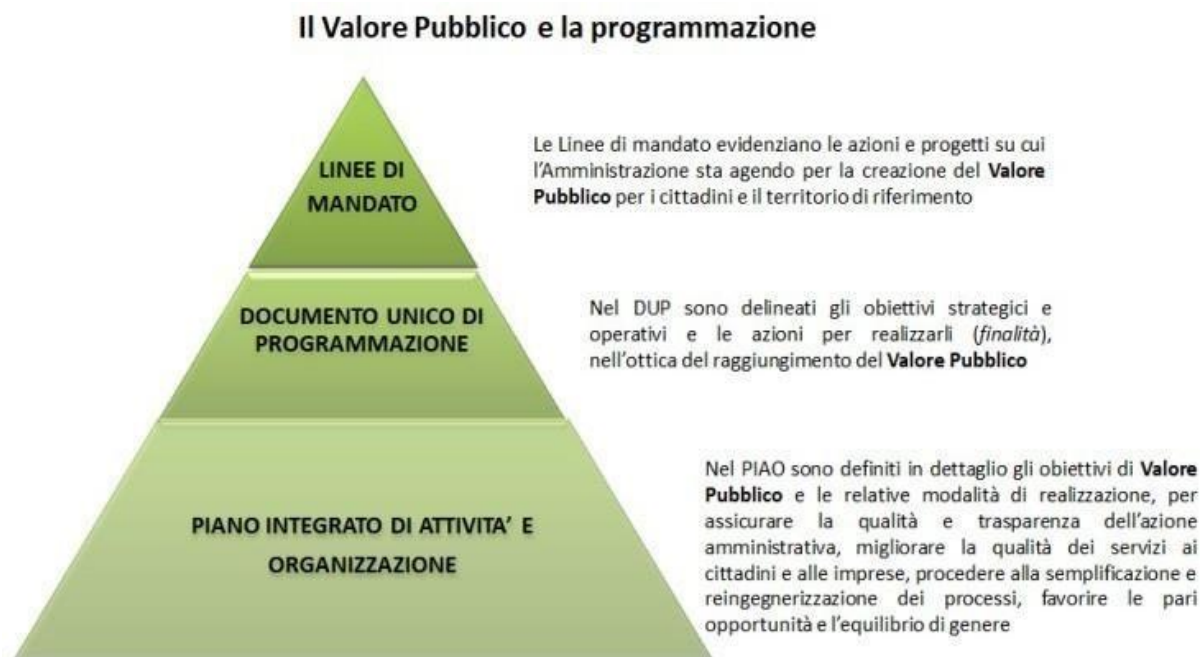 Il Valore Pubblico e la programmazione
LINEE DI
MANDATO
Le Linee di mandato evidenziano le azioni e progetti su cui
l'Amministrazione sta agendo per la creazione del Valore
Pubblico per i cittadini e il territorio di riferimento
DOCUMENTO UNICO DI
PROGRAMMAZIONE
Nel DUP sono delineati gli obiettivi strategici e
operativi e le azioni per realizzarli (finalità),
nell'ottica del raggiungimento del Valore Pubblico
PIANO INTEGRATO DI ATTIVITA' E
ORGANIZZAZIONE
Nel PIAO sono definiti in dettaglio gli obiettivi di Valore
Pubblico e le relative modalità di realizzazione, per
assicurare la qualità e trasparenza dell'azione
amministrativa, migliorare la qualità dei servizi ai
cittadini e alle imprese, procedere alla semplificazione e
reingegnerizzazione dei processi, favorire le pari
opportunità e l'equilibrio di genere